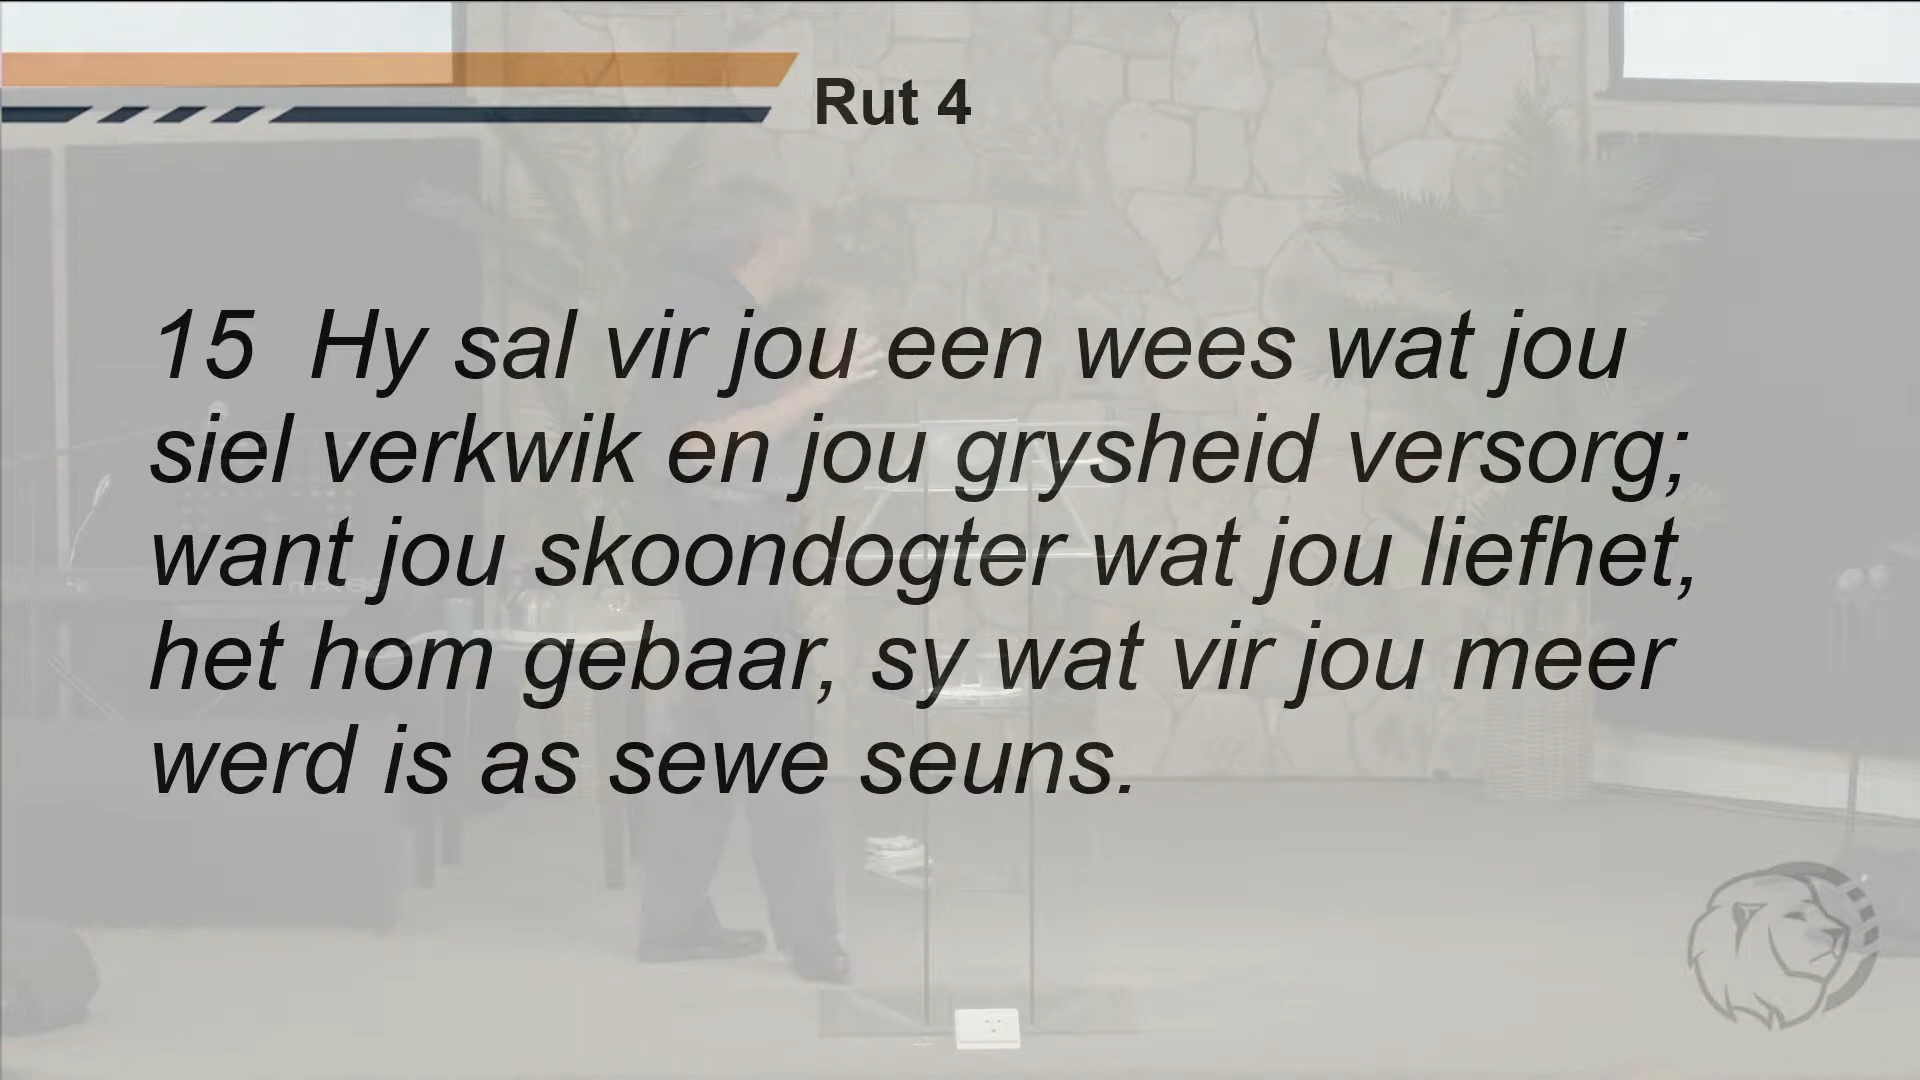 Rut 4
15 Hy sal vir jou een wees wat jou
siel verkwik en jou grysheid versorg;
want jou skoondogter wat jou liefhet,
het hom gebaar, sy wat vir jou meer
werd is as sewe seuns.